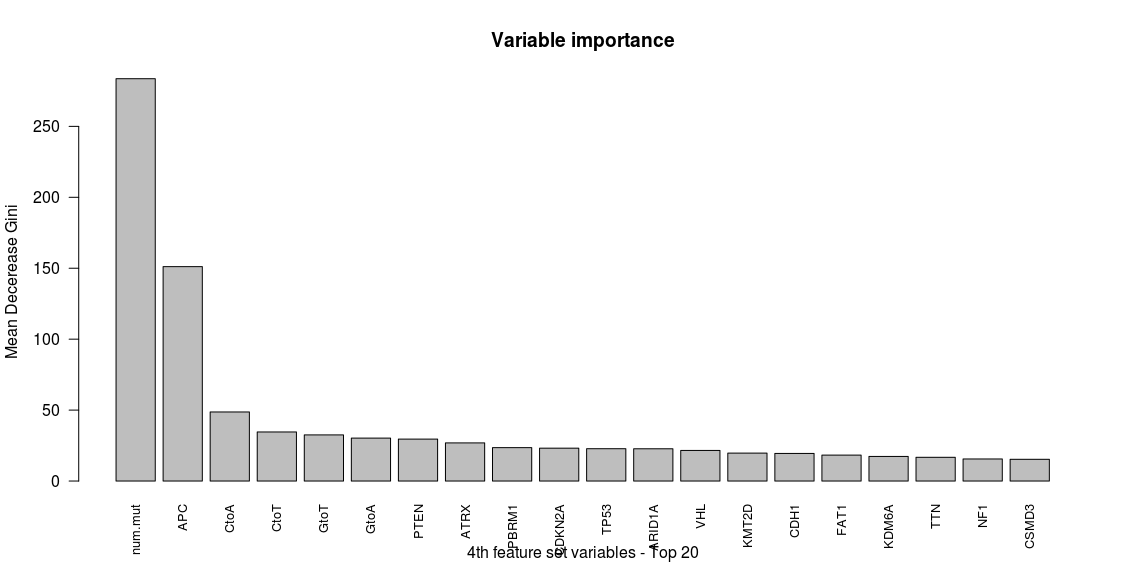 Variable importance
Mean Decerease Gini
250
200
150
100
50
0
num.mut
APC
CtoA
CtoT
GtoT
GtoA
PTEN
ATRX
PBRM1
CDKN2A
TP53
ARID1A
VHL
KMT2D
CDH1
FAT1
KDM6A
TTN
NF1
CSMD3
4th feature set variables - Top 20